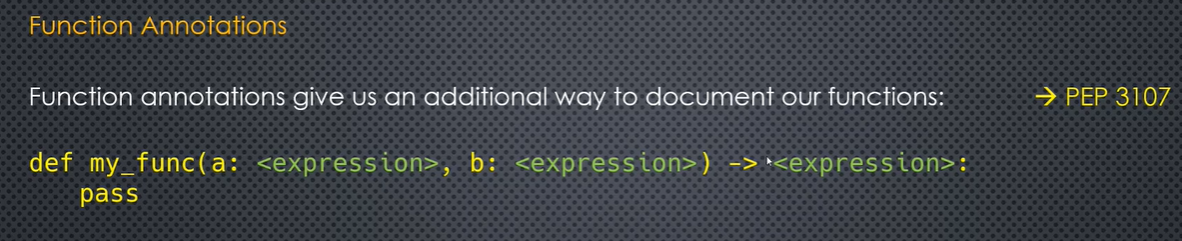 Function Annotations
Function annotations give us an additional way to document our functions: → PEP 3107
def my_func(a: <expression>, b: <expression>) -> <expression>:
    pass